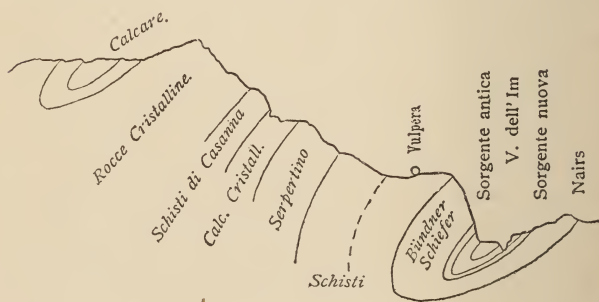 Calcare.
Rocce Cristalline.
Schisti di Casanna
Calc. Cristall.
Serpertino
Schisti
Vulpera
Bündner
Schiefer
Sorgente antica
V. dell'Im
Sorgente nuova
Nairs